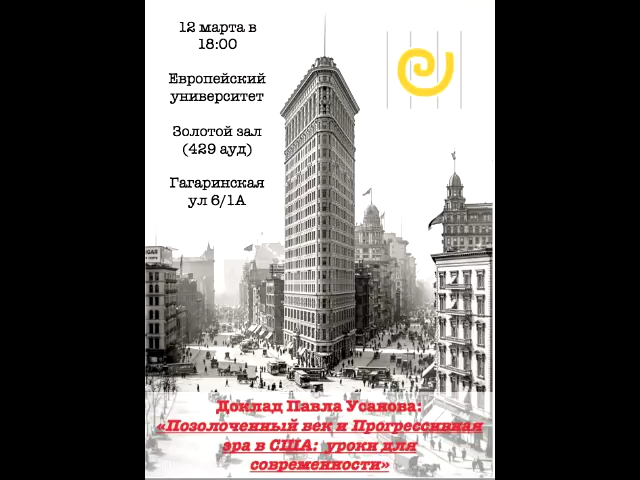 12 марта в
18:00
Европейский
университет
Золотой зал
(429 ауд)
Гагаринская
ул 6/1А
Доклад Павла Усанова:
«Позолоченный век и Прогрессивная
эра в США: уроки для
современности»